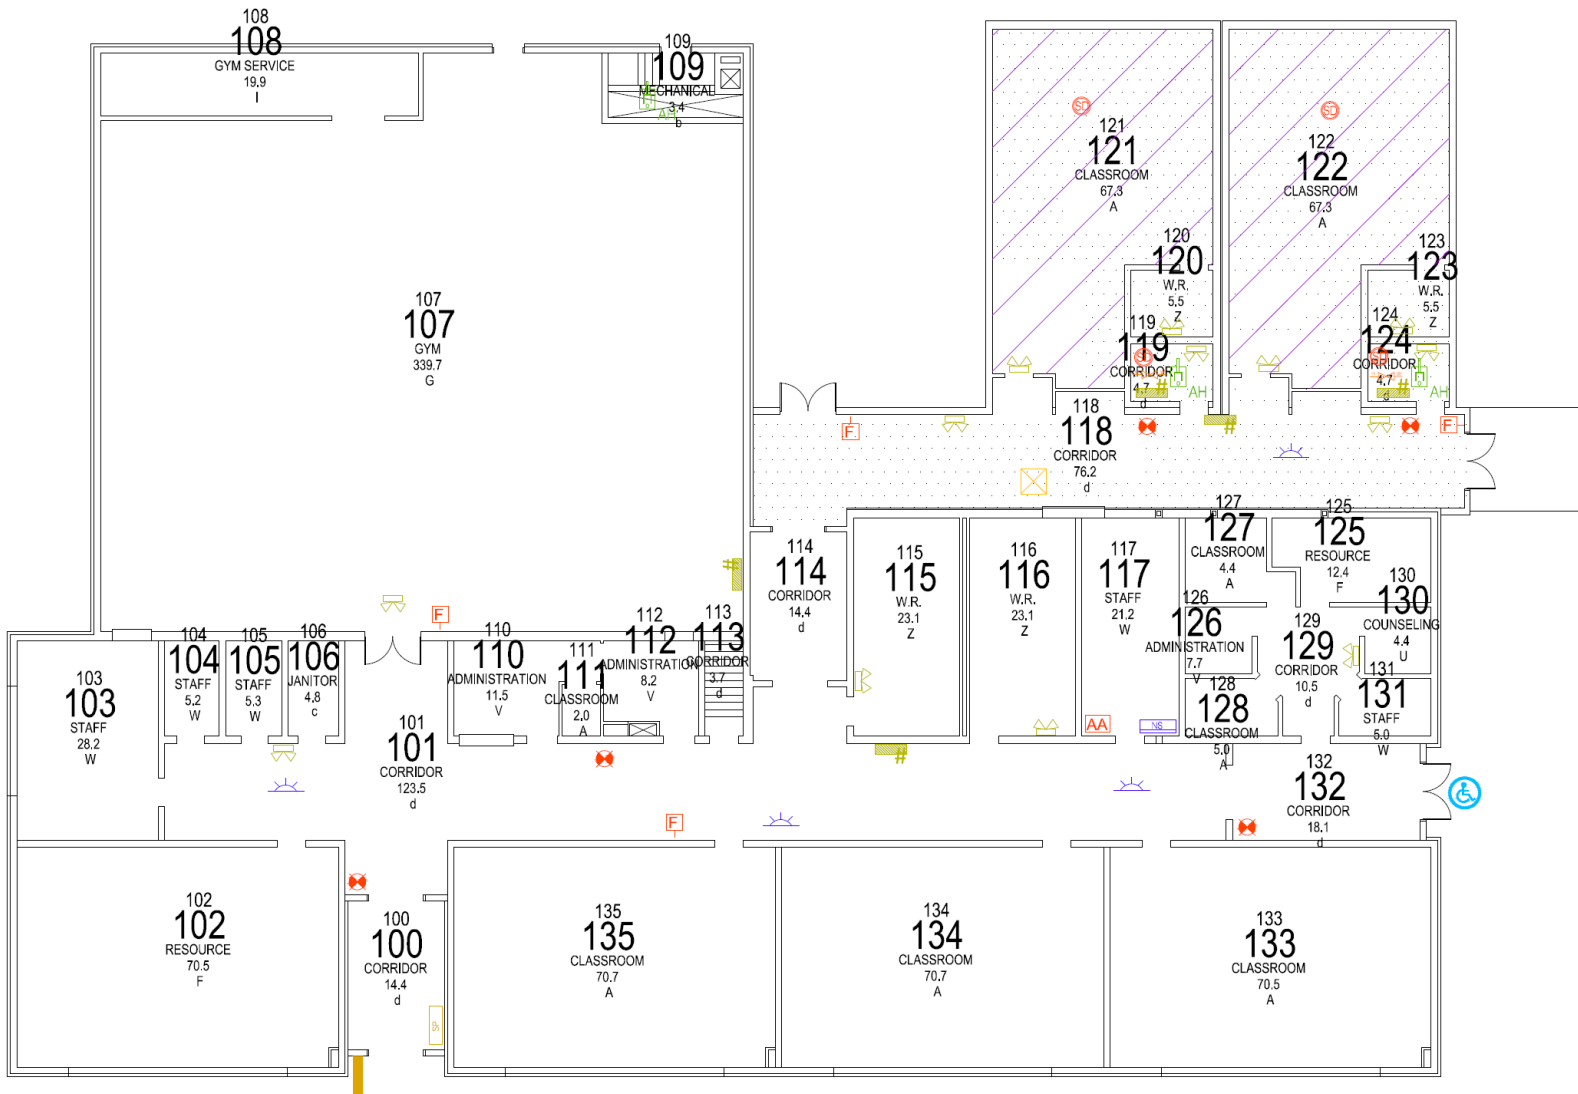 108
108
GYM SERVICE
19.9
I
109
109
MECHANICAL
3.4
b
AH
SD
121
121
CLASSROOM
67.3
A
SD
122
122
CLASSROOM
67.3
A
120
120
W.R.
5.5
Z
123
123
W.R.
5.5
Z
107
107
GYM
339.7
G
119
119
CORRIDOR
4.7
d
SD
#
AH
124
124
CORRIDOR
4.7
d
SD
#
AH
F
118
118
CORRIDOR
76.2
d
#
F
127
127
CLASSROOM
4.4
A
125
125
RESOURCE
12.4
F
#
114
114
CORRIDOR
14.4
d
115
115
W.R.
23.1
Z
116
116
W.R.
23.1
Z
117
117
STAFF
21.2
W
126
126
ADMINISTRATION
7.7
V
130
130
COUNSELING
4.4
U
129
129
CORRIDOR
10.5
d
F
104
104
STAFF
5.2
W
105
105
STAFF
5.3
W
106
106
JANITOR
4.8
c
110
110
ADMINISTRATION
11.5
V
111
111
CLASSROOM
2.0
A
112
112
ADMINISTRATION
8.2
V
113
113
CORRIDOR
3.7
d
103
103
STAFF
28.2
W
128
128
CLASSROOM
5.0
A
131
131
STAFF
5.0
W
AA
NS
#
101
101
CORRIDOR
123.5
d
132
132
CORRIDOR
18.1
d
F
102
102
RESOURCE
70.5
F
100
100
CORRIDOR
14.4
d
SP
135
135
CLASSROOM
70.7
A
134
134
CLASSROOM
70.7
A
133
133
CLASSROOM
70.5
A